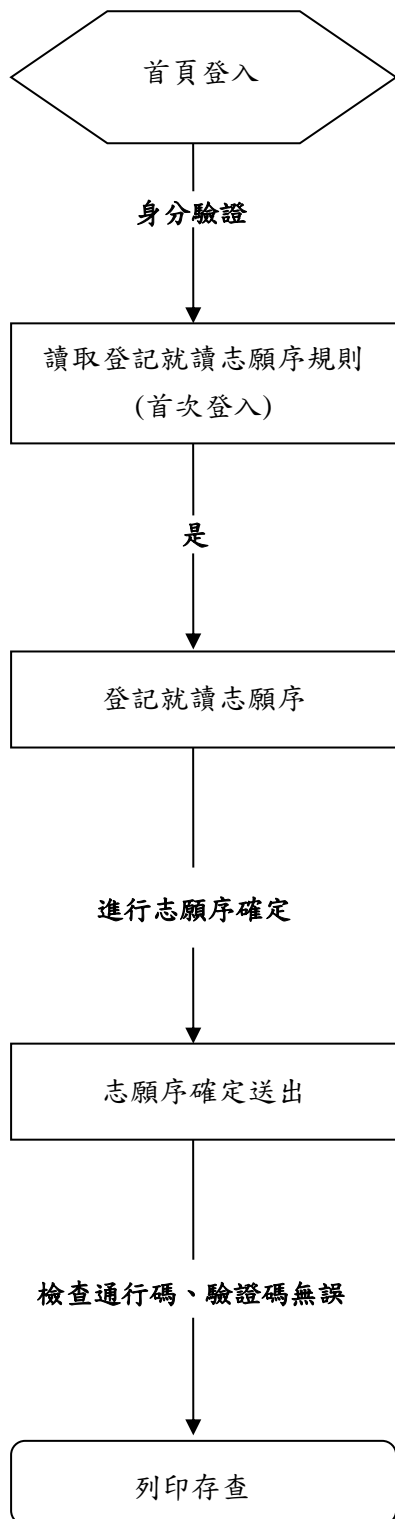 首頁登入
身分驗證
讀取登記就讀志願序規則
(首次登入)
是
登記就讀志願序
進行志願序確定
志願序確定送出
檢查通行碼、驗證碼無誤
列印存查